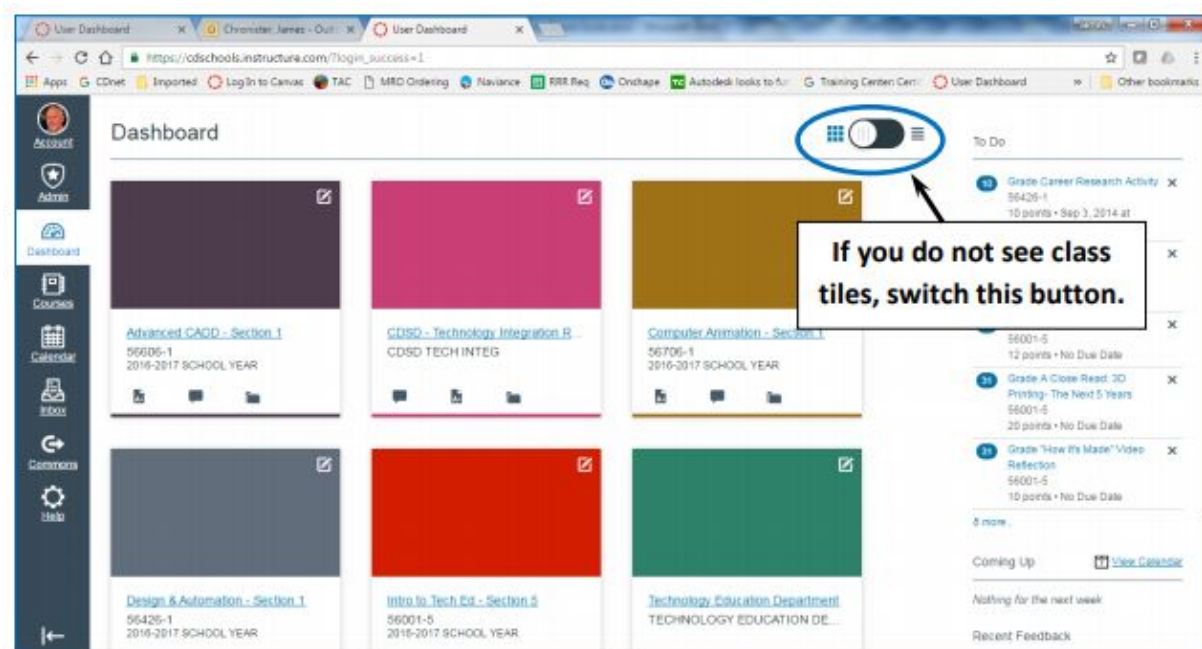 User Dashboard
Chronister, James - Out
User Dashboard
https://cdschools.instructure.com/?login_success=1
Apps
CDnet
Imported
Log In to Canvas
TAC
MRD Ordering
Naviance
RRR Req
Onshape
Autodesk looks to fu
Training Center: Cert
User Dashboard
Other bookmarks
Account
Admin
Dashboard
Courses
Calendar
Inbox
Commons
Help
Dashboard
If you do not see class
tiles, switch this button.
Advanced CADD - Section 1
56606-1
2016-2017 SCHOOL YEAR
CDSD - Technology Integration R...
CDSD TECH INTEG
Computer Animation - Section 1
56706-1
2016-2017 SCHOOL YEAR
Design & Automation - Section 1
56426-1
2016-2017 SCHOOL YEAR
Intro to Tech Ed - Section 5
56001-5
2016-2017 SCHOOL YEAR
Technology Education Department
TECHNOLOGY EDUCATION DE...
To Do
10
Grade Career Research Activity
56426-1
10 points • Sep 3, 2014 at
56001-5
12 points • No Due Date
31
Grade A Close Read: 3D
Printing- The Next 5 Years
56001-5
20 points • No Due Date
31
Grade "How It's Made" Video
Reflection
56001-5
10 points • No Due Date
8 more...
Coming Up
View Calendar
Nothing for the next week
Recent Feedback